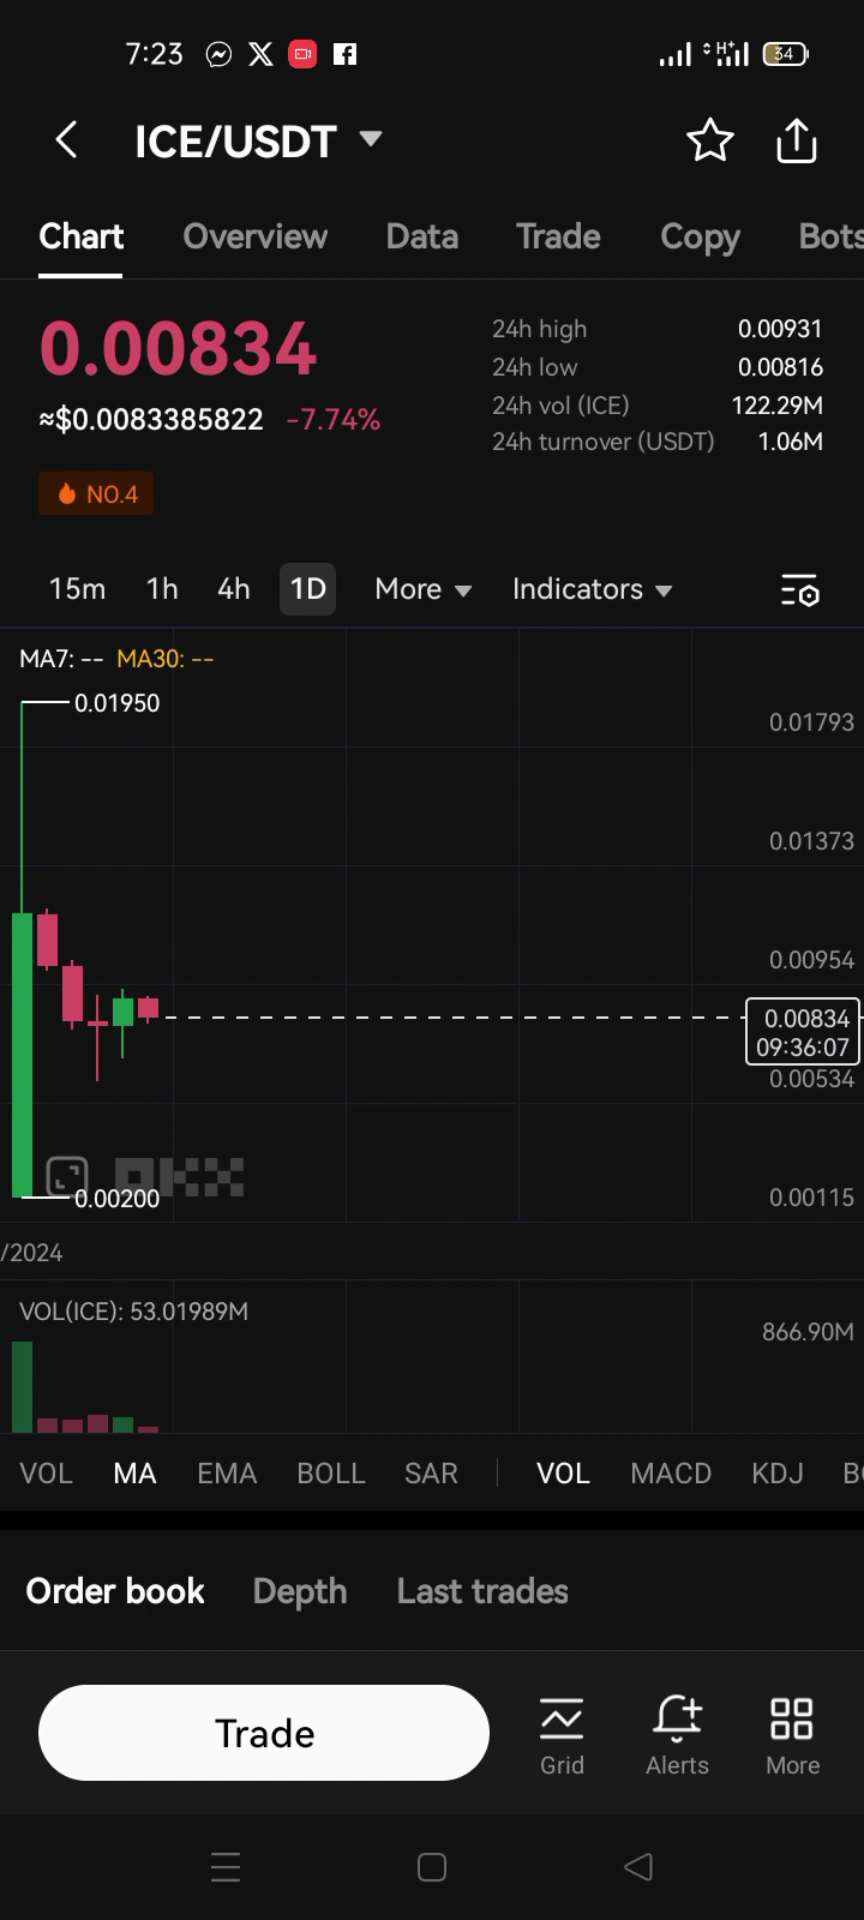 7:23 34
ICE/USDT
Chart Overview Data Trade Copy Bots
0.00834
≈$0.0083385822 -7.74%
24h high 0.00931
24h low 0.00816
24h vol (ICE) 122.29M
24h turnover (USDT) 1.06M
NO.4
15m 1h 4h 1D More Indicators
MA7: -- MA30: --
0.01950
0.01793
0.01373
0.00954
0.00834
09:36:07
0.00534
OKX
0.00200
0.00115
/2024
VOL(ICE): 53.01989M
866.90M
VOL MA EMA BOLL SAR VOL MACD KDJ
Order book Depth Last trades
Trade
Grid Alerts More